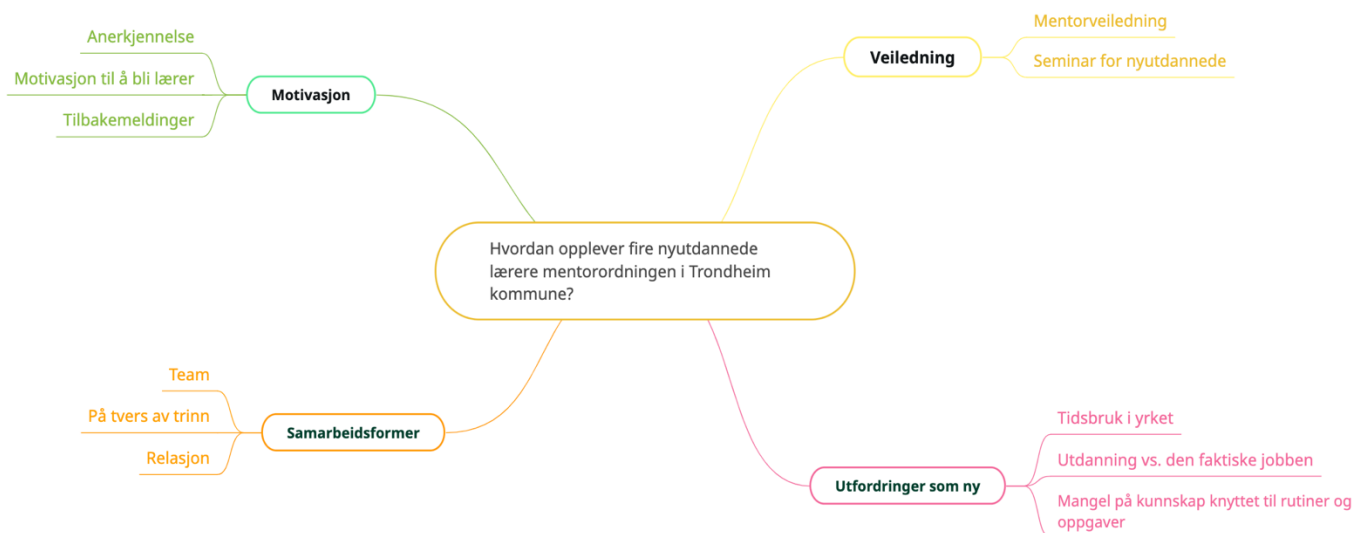 Anerkjennelse
Motivasjon til å bli lærer
Tilbakemeldinger
Motivasjon
Veiledning
Mentorveiledning
Seminar for nyutdannede
Hvordan opplever fire nyutdannede
lærere mentorordningen i Trondheim
kommune?
Team
På tvers av trinn
Relasjon
Samarbeidsformer
Utfordringer som ny
Tidsbruk i yrket
Utdanning vs. den faktiske jobben
Mangel på kunnskap knyttet til rutiner og
oppgaver